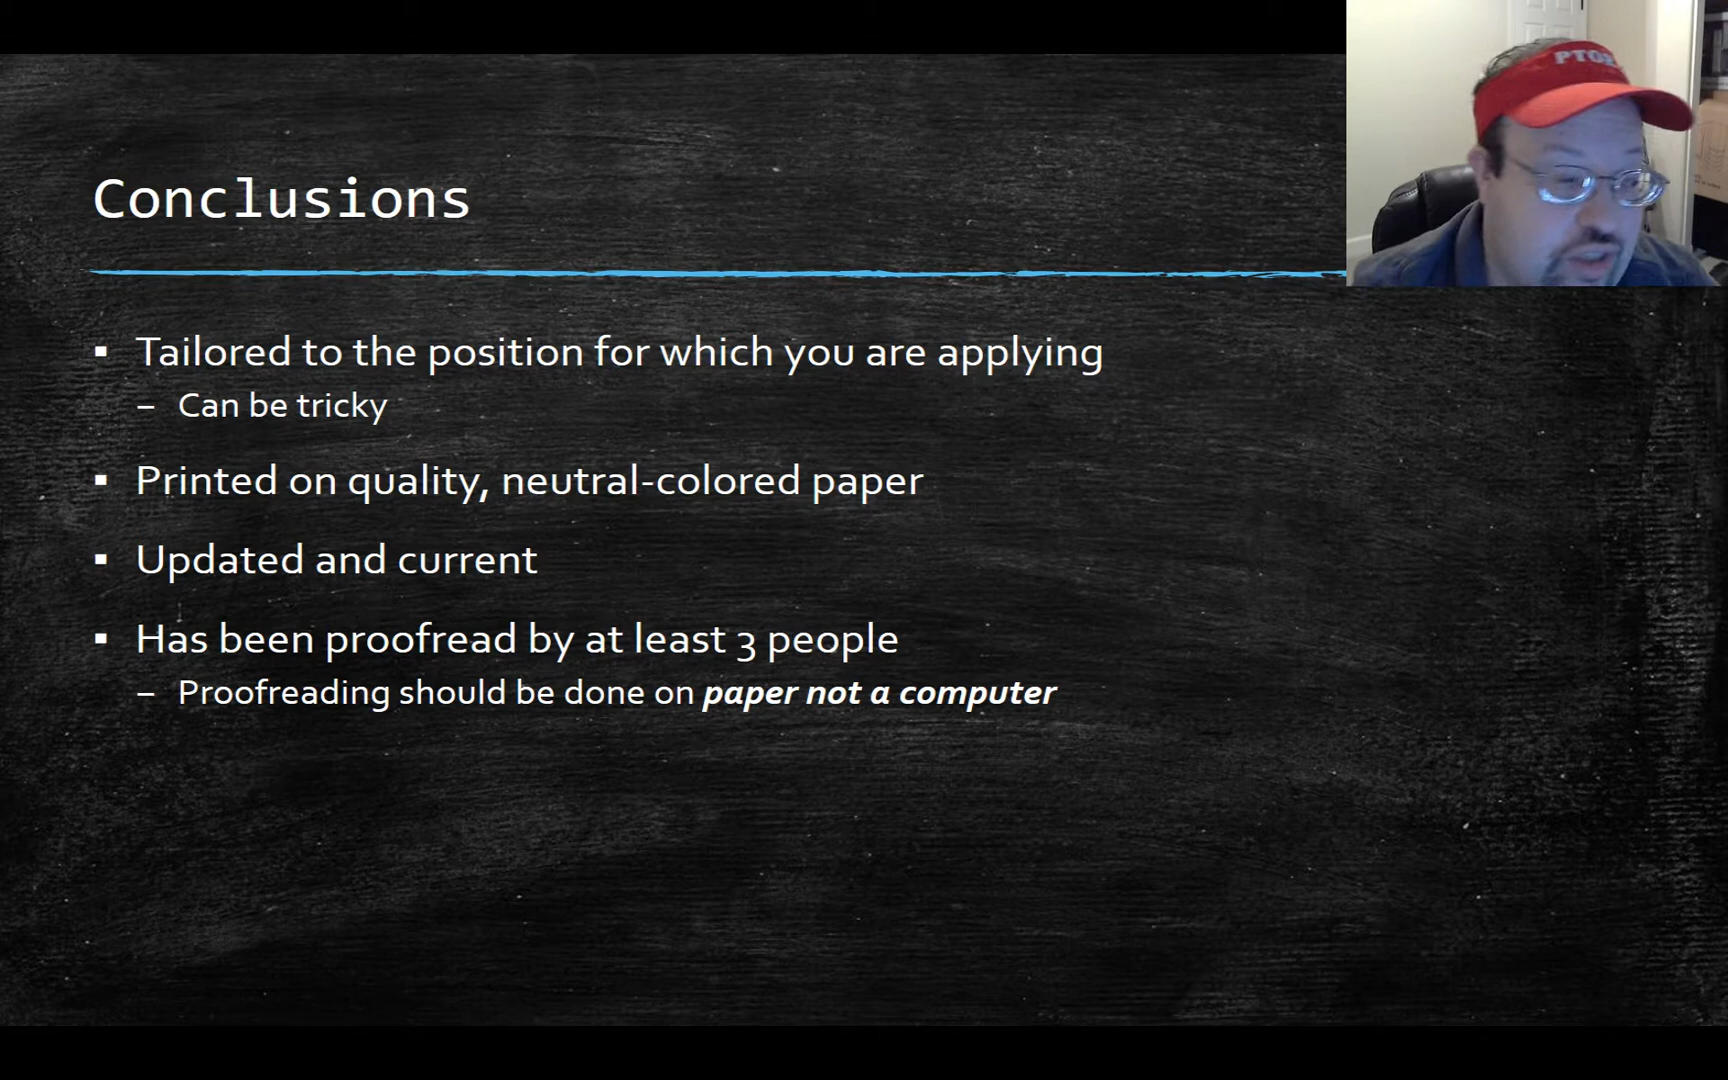 PTOE
Conclusions
▪ Tailored to the position for which you are applying
– Can be tricky
▪ Printed on quality, neutral-colored paper
▪ Updated and current
▪ Has been proofread by at least 3 people
– Proofreading should be done on paper not a computer